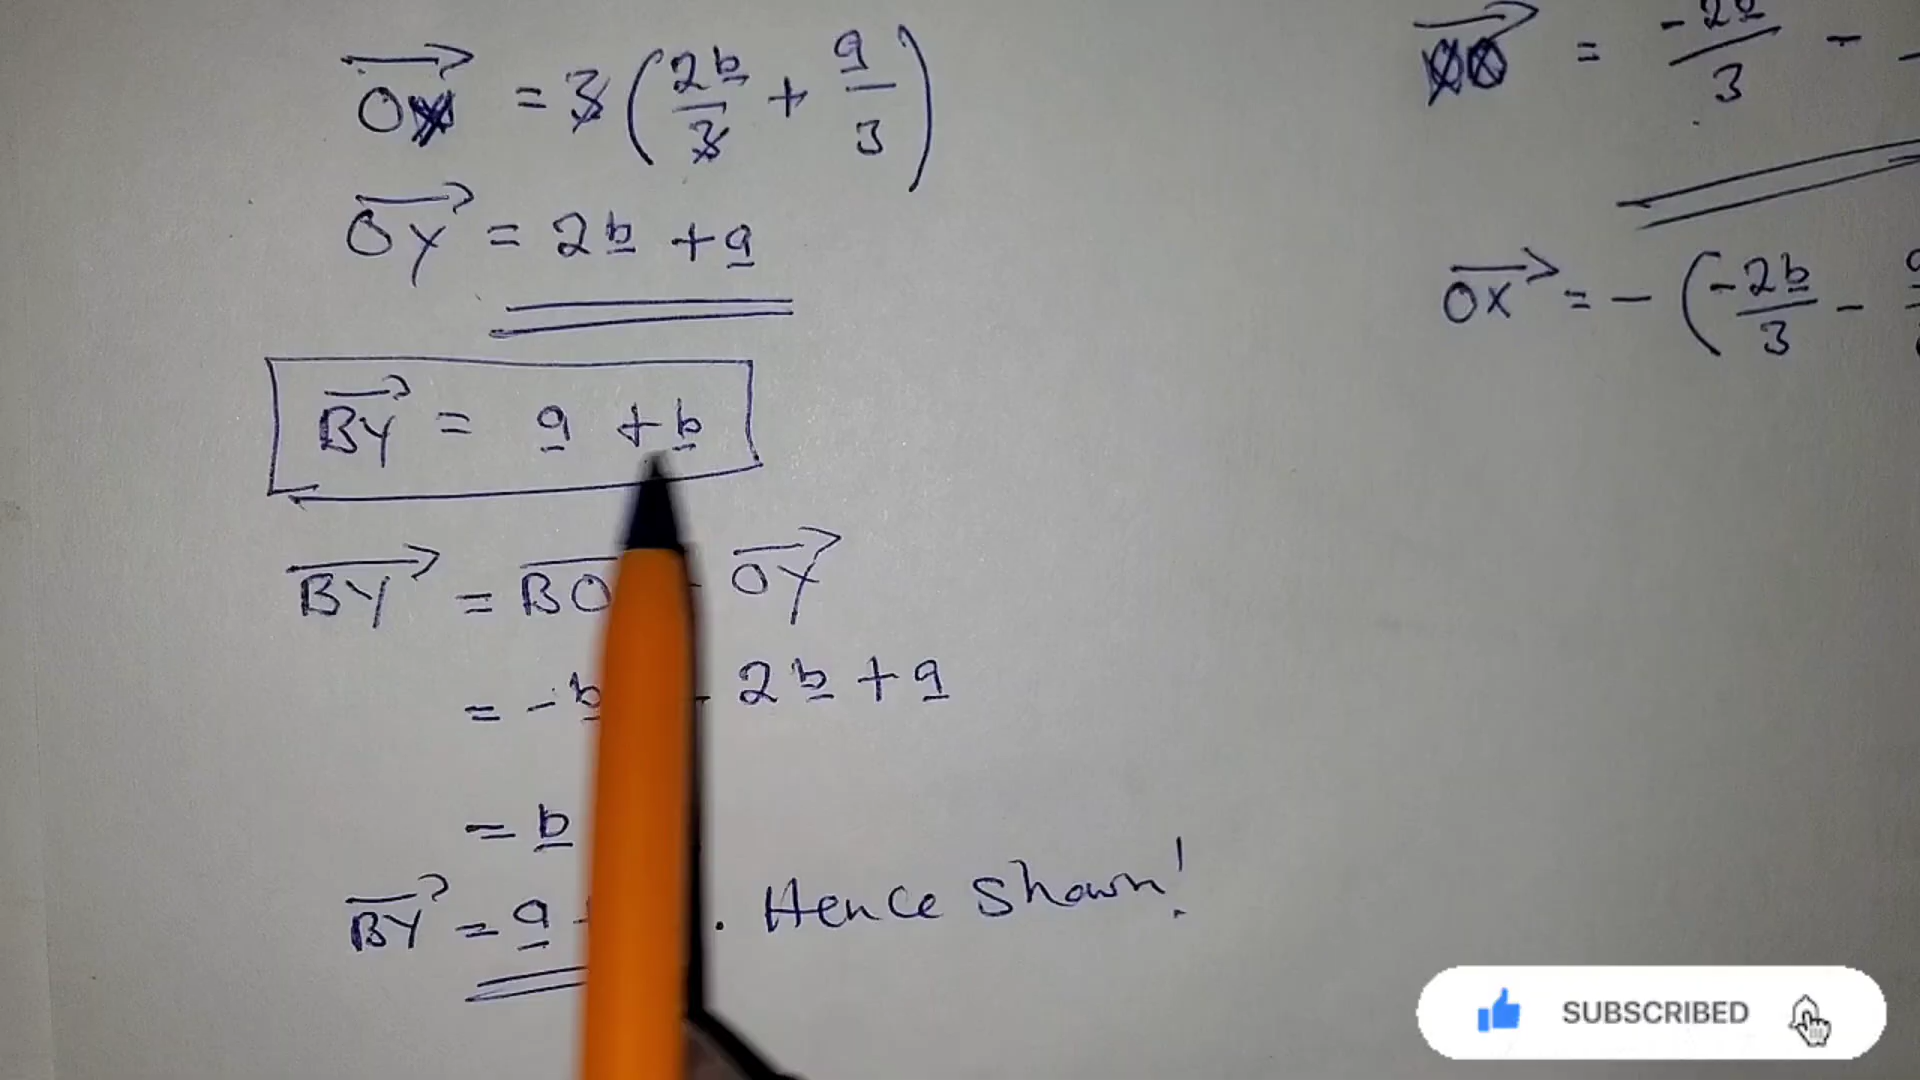 OX = 3 ( 2b/3 + a/3 )
OY = 2b + a
BY = a + b
BY = BO OY
= -b 2b + a
= b
BY = a . Hence Shown!
= -22/3 -
OX = - ( -2b/3 -
SUBSCRIBED